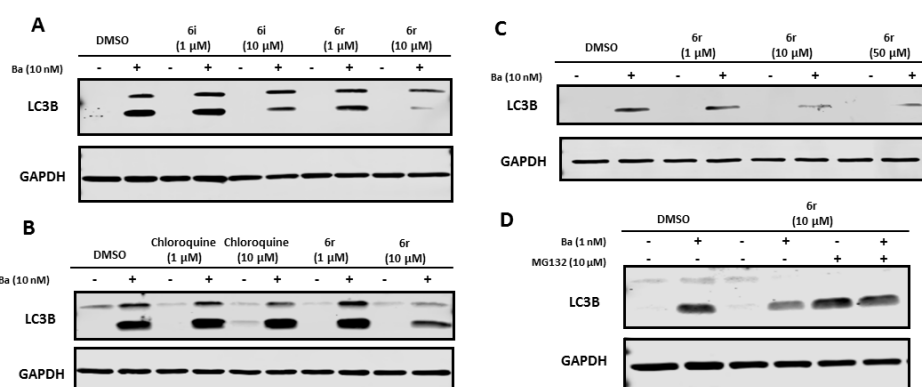 A
DMSO 6i (1 µM) 6i (10 µM) 6r (1 µM) 6r (10 µM)
Ba (10 nM) - + - + - + - + - +
LC3B
GAPDH
B
DMSO Chloroquine (1 µM) Chloroquine (10 µM) 6r (1 µM) 6r (10 µM)
Ba (10 nM) - + - + - + - + - +
LC3B
GAPDH
C
DMSO 6r (1 µM) 6r (10 µM) 6r (50 µM)
Ba (10 nM) - + - + - + - +
LC3B
GAPDH
D
DMSO 6r (10 µM)
Ba (1 nM) - + - + - +
MG132 (10 µM) - - - - + +
LC3B
GAPDH